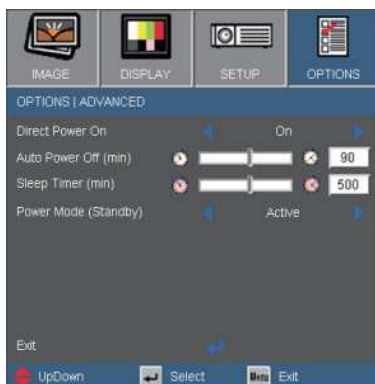 IMAGE DISPLAY SETUP OPTIONS
OPTIONS | ADVANCED
Direct Power On On
Auto Power Off (min) 90
Sleep Timer (min) 500
Power Mode (Standby) Active
Exit
UpDown Select Menu Exit